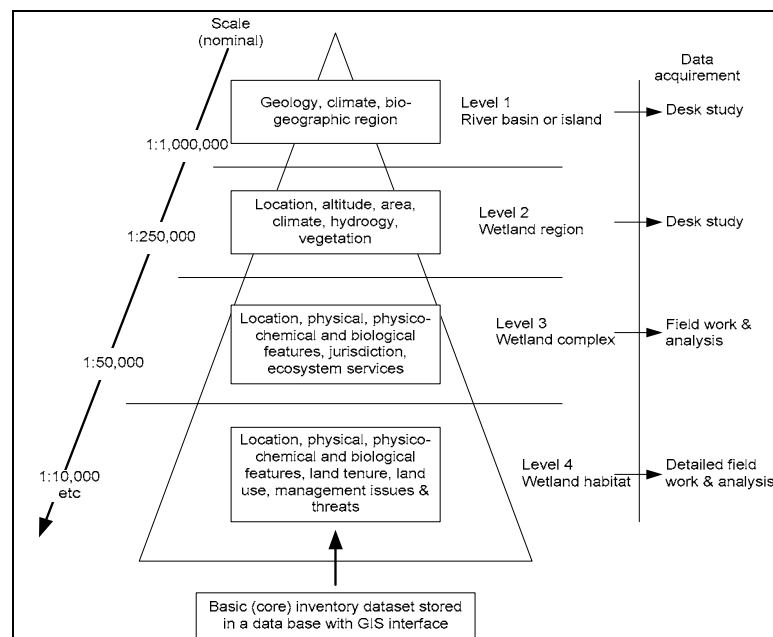 Scale
(nominal)
Data
acquirement
Geology, climate, bio-
geographic region
Level 1
River basin or island
Desk study
1:1,000,000
Location, altitude, area,
climate, hydroogy,
vegetation
Level 2
Wetland region
Desk study
1:250,000
Location, physical, physico-
chemical and biological
features, jurisdiction,
ecosystem services
Level 3
Wetland complex
Field work &
analysis
1:50,000
Location, physical, physico-
chemical and biological
features, land tenure, land
use, management issues &
threats
Level 4
Wetland habitat
Detailed field
work & analysis
1:10,000
etc
Basic (core) inventory dataset stored
in a data base with GIS interface